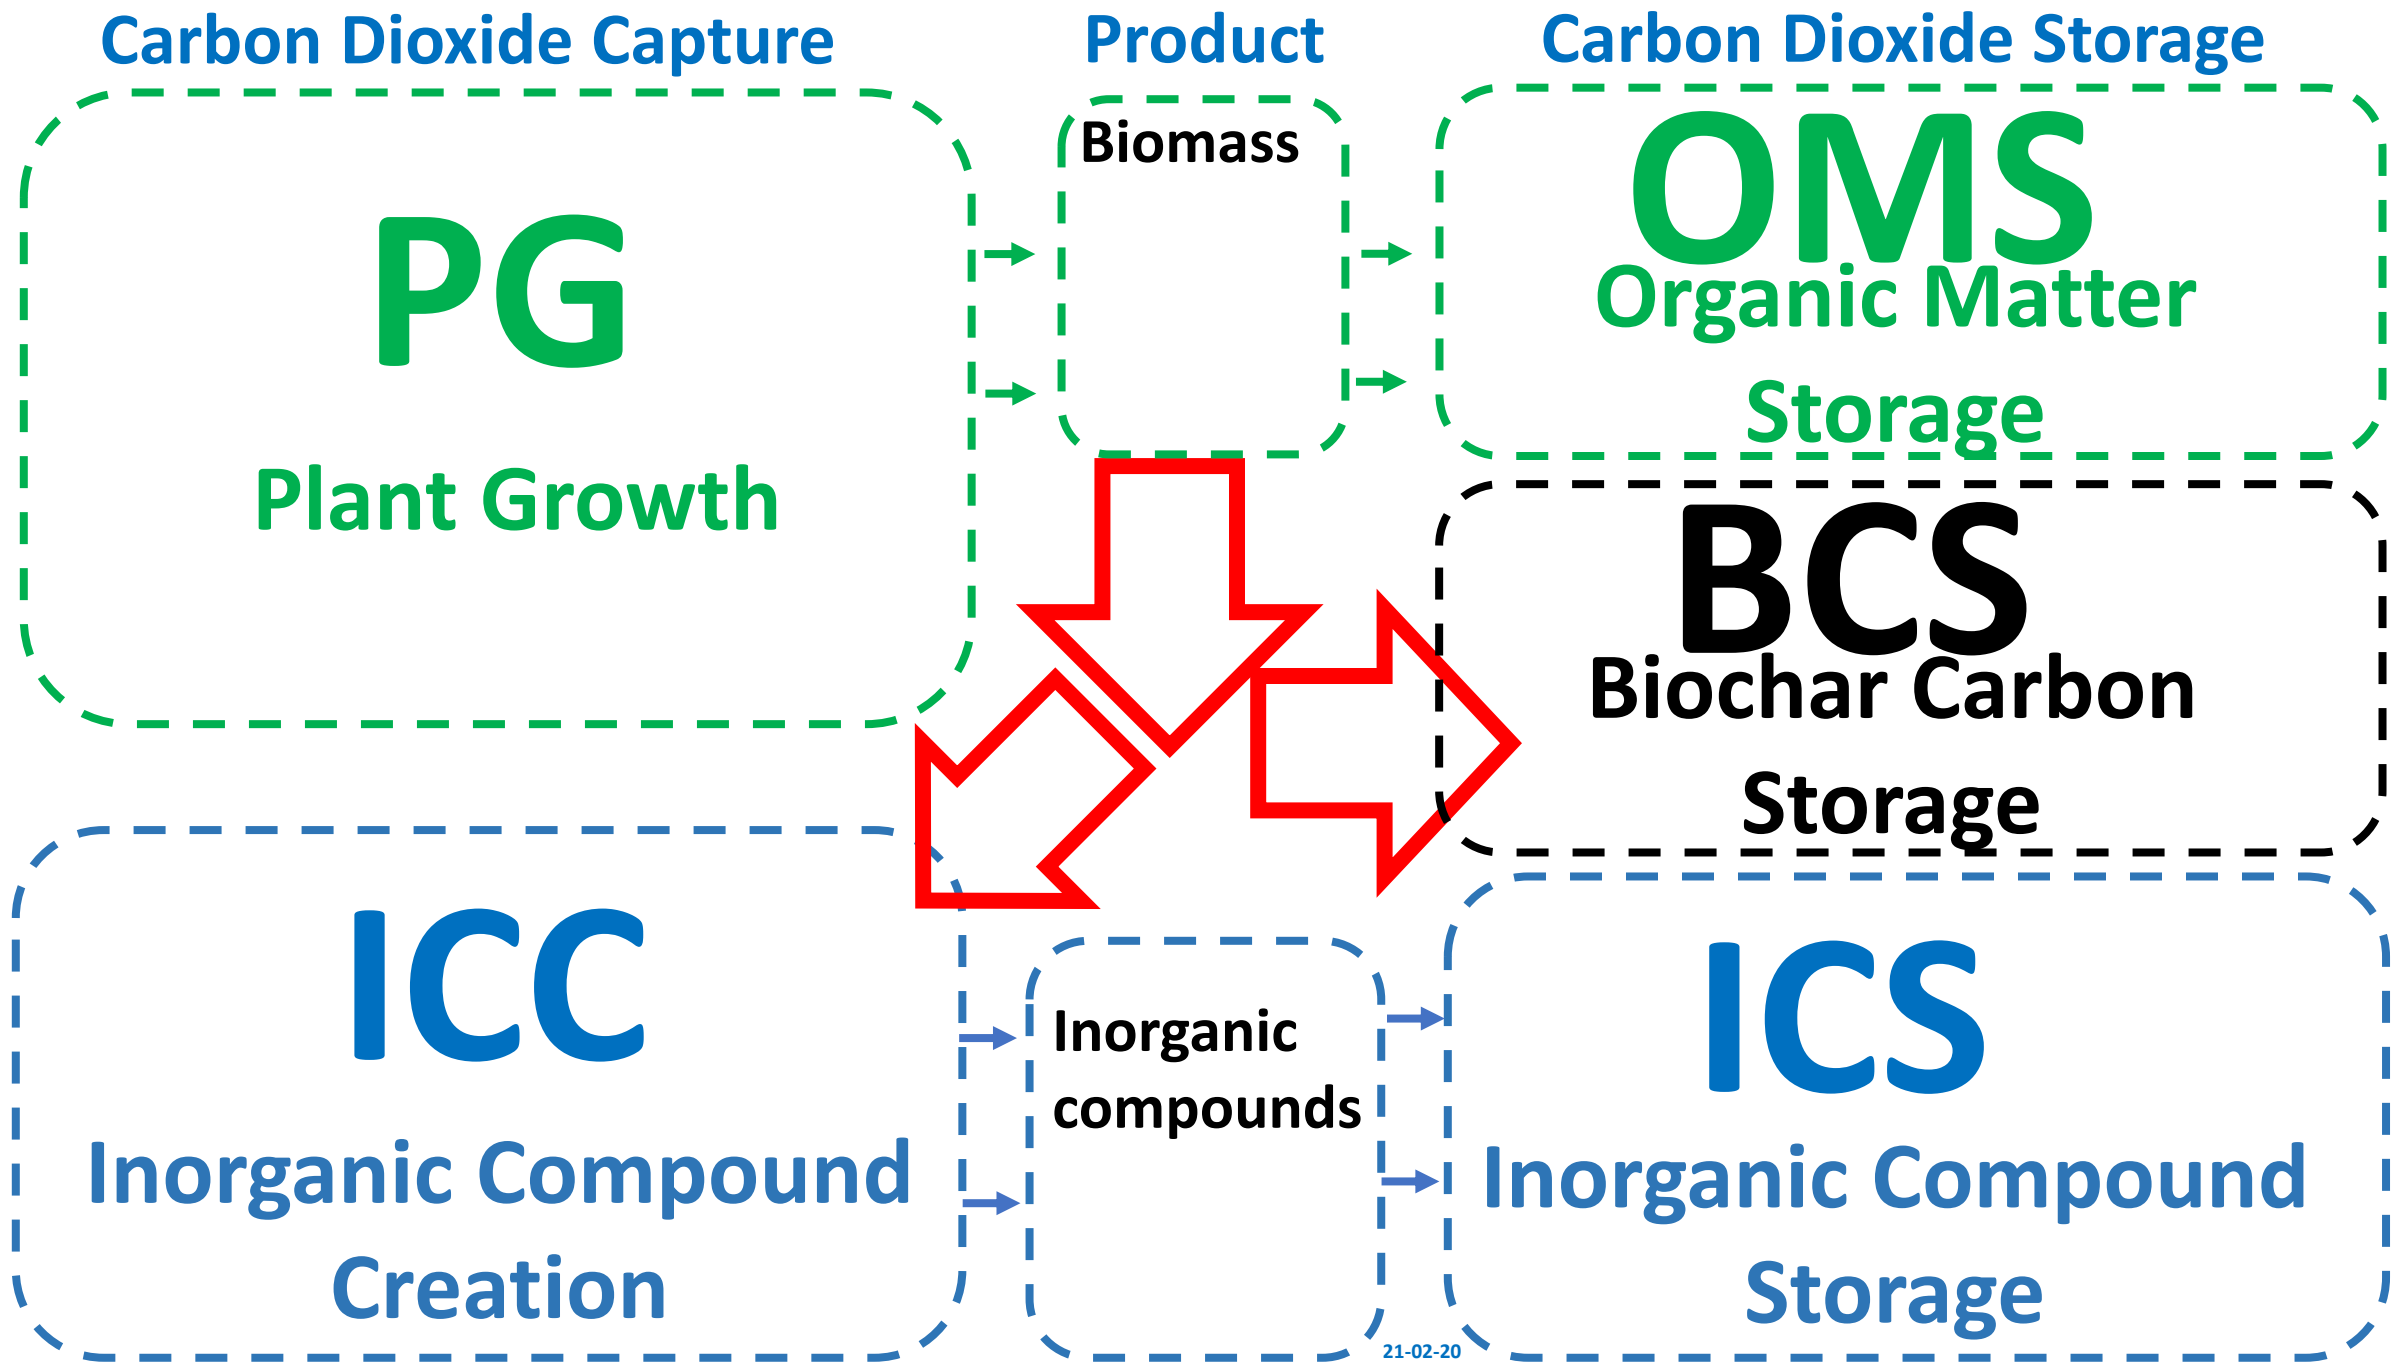 Carbon Dioxide Capture
Product
Carbon Dioxide Storage
PG
Plant Growth
Biomass
OMS
Organic Matter
Storage
BCS
Biochar Carbon
Storage
ICC
Inorganic Compound
Creation
Inorganic
compounds
ICS
Inorganic Compound
Storage
21-02-20